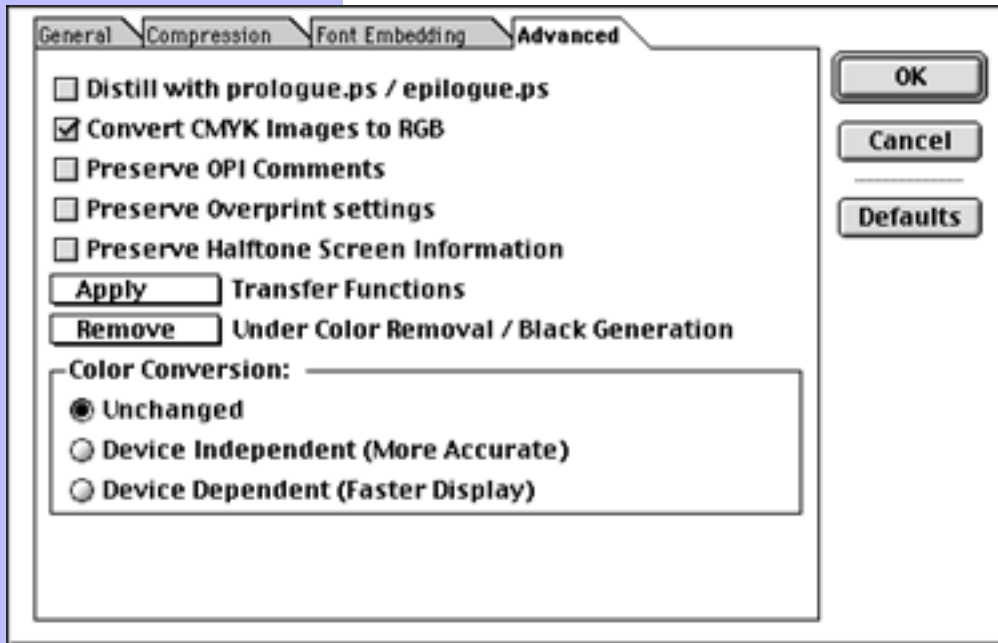 General Compression Font Embedding Advanced
Distill with prologue.ps / epilogue.ps
Convert CMYK Images to RGB
Preserve OPI Comments
Preserve Overprint settings
Preserve Halftone Screen Information
Apply Transfer Functions
Remove Under Color Removal / Black Generation
Color Conversion:
Unchanged
Device Independent (More Accurate)
Device Dependent (Faster Display)
OK
Cancel
Defaults